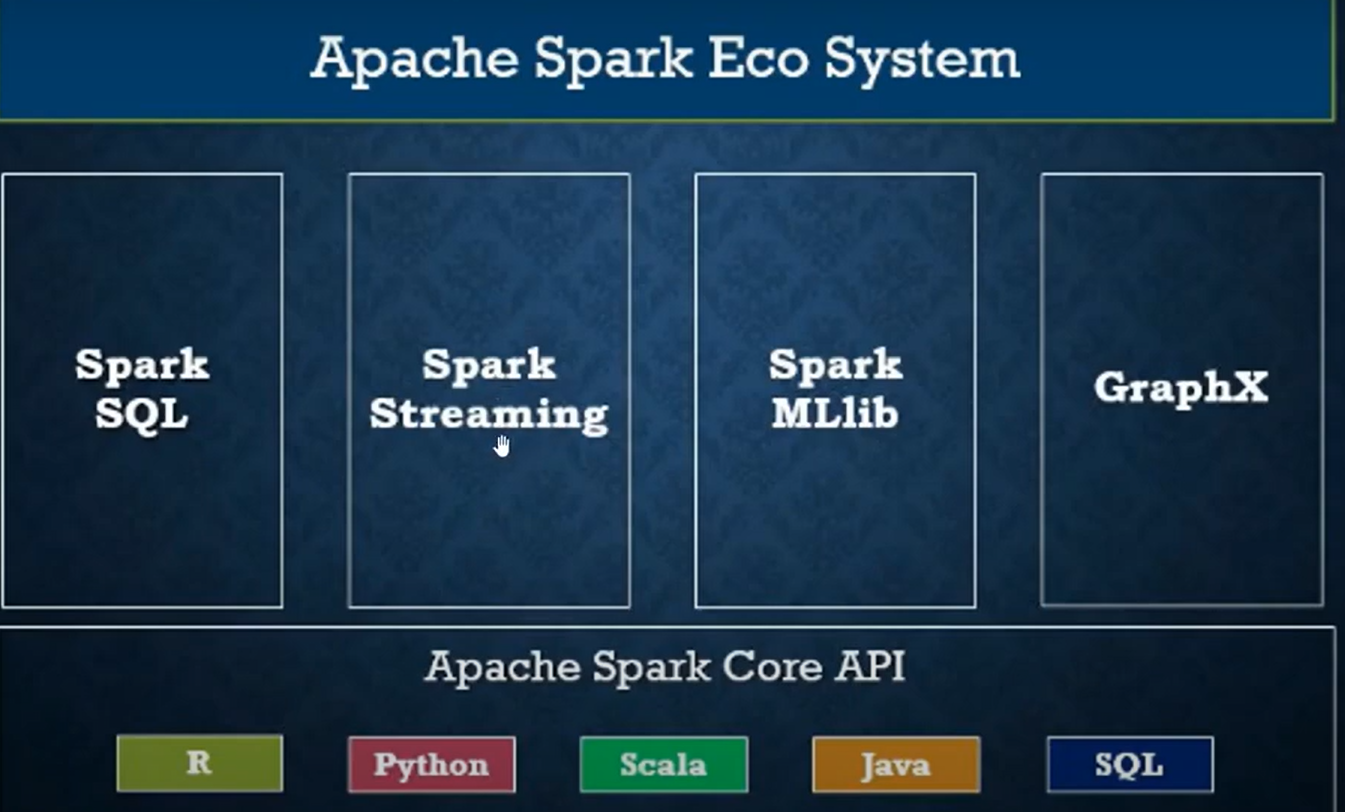 Apache Spark Eco System
Spark
SQL
Spark
Streaming
Spark
MLlib
GraphX
Apache Spark Core API
R
Python
Scala
Java
SQL